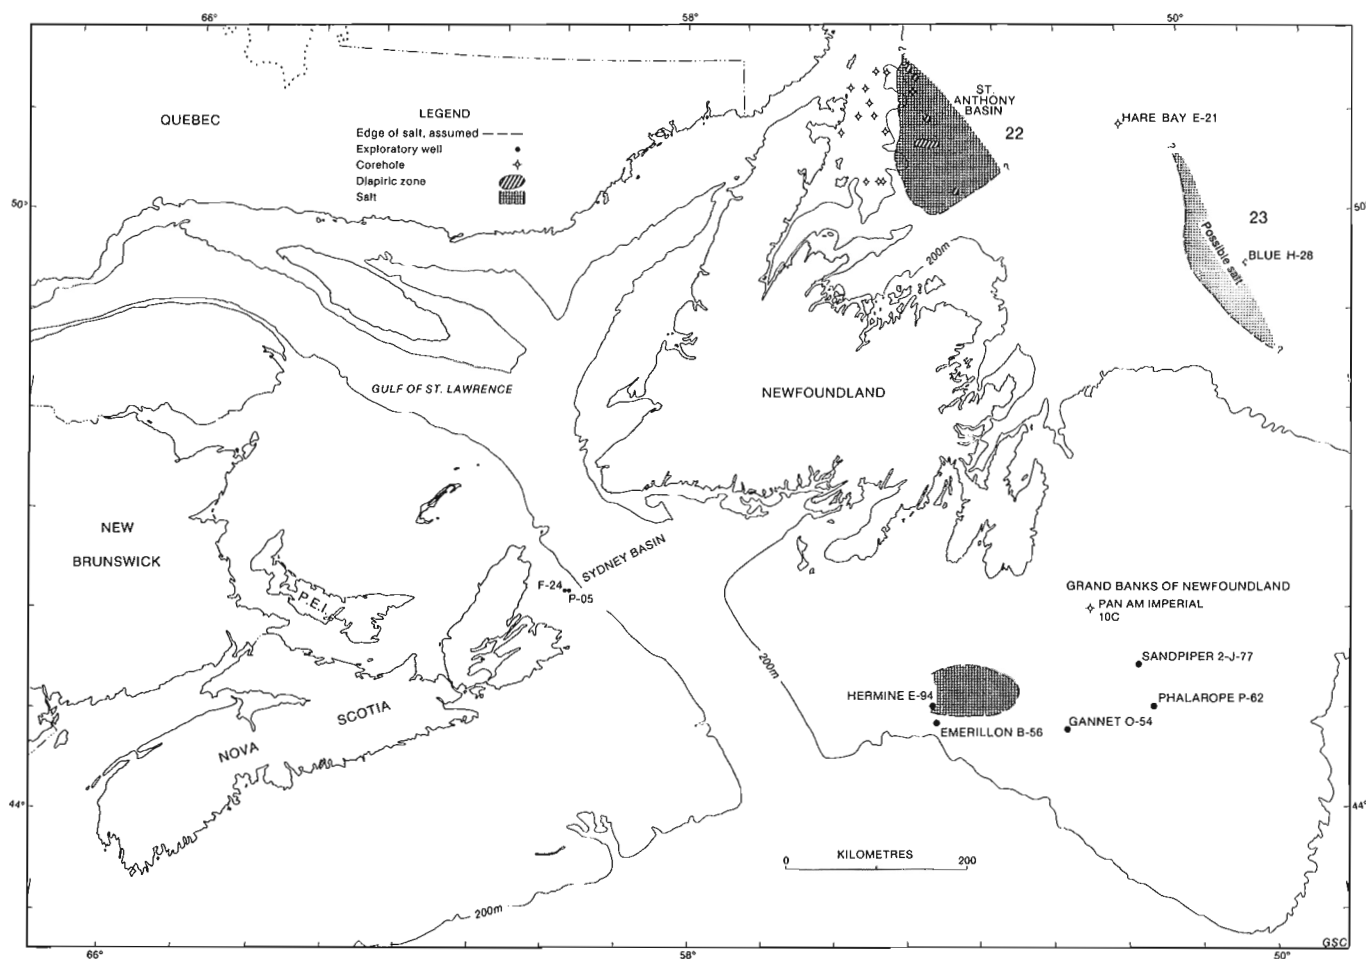 66°
58°
50°
QUEBEC
LEGEND
Edge of salt, assumed
Exploratory well
Corehole
Diapiric zone
Salt
?
ST.
ANTHONY
BASIN
22
?
HARE BAY E-21
?
50°
50°
23
Possible salt
BLUE H-28
200m
?
GULF OF ST. LAWRENCE
NEWFOUNDLAND
NEW
BRUNSWICK
SYDNEY BASIN
F-24
P-05
P.E.I.
GRAND BANKS OF NEWFOUNDLAND
PAN AM IMPERIAL
10C
200m
SANDPIPER 2-J-77
HERMINE E-94
PHALAROPE P-62
SCOTIA
NOVA
GANNET O-54
EMERILLON B-56
44°
44°
KILOMETRES
0
200
200m
GSC
66°
58°
50°